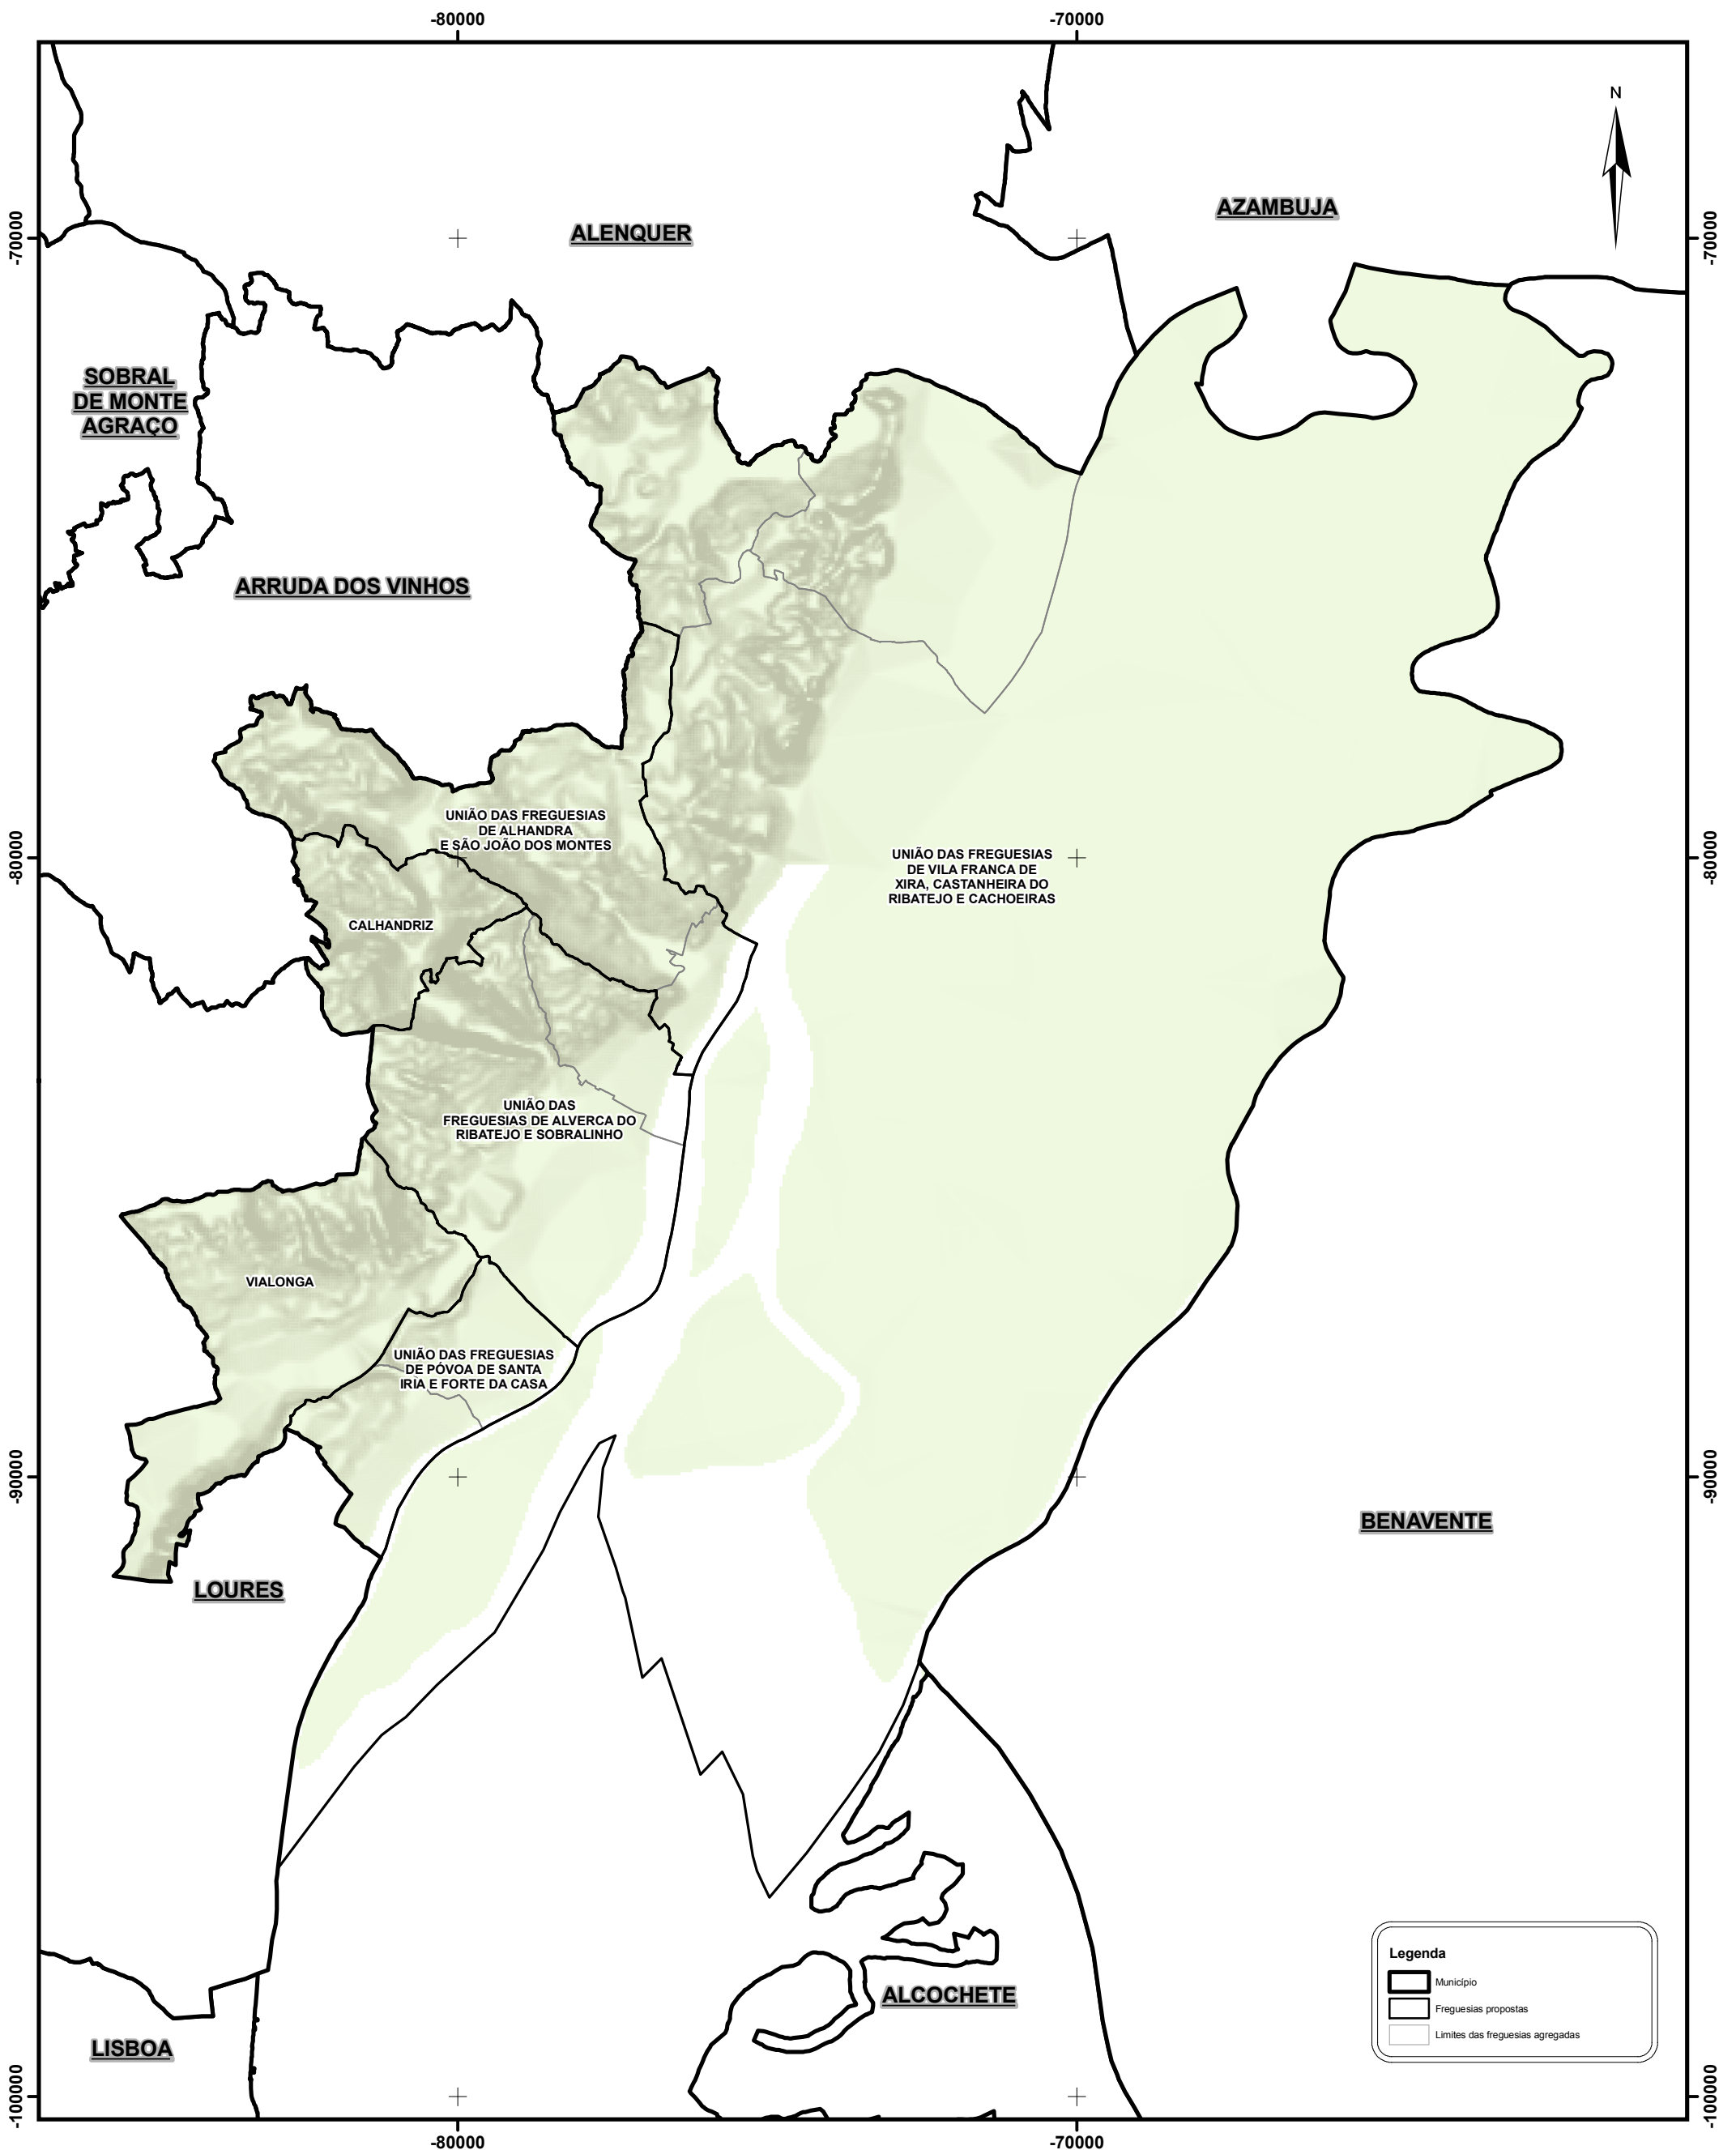 -80000
-70000
N
AZAMBUJA
ALENQUER
-70000
-70000
SOBRAL
DE MONTE
AGRAÇO
ARRUDA DOS VINHOS
UNIÃO DAS FREGUESIAS
DE ALHANDRA
E SÃO JOÃO DOS MONTES
-80000
-80000
UNIÃO DAS FREGUESIAS
DE VILA FRANCA DE
XIRA, CASTANHEIRA DO
RIBATEJO E CACHOEIRAS
CALHANDRIZ
UNIÃO DAS
FREGUESIAS DE ALVERCA DO
RIBATEJO E SOBRALINHO
VIALONGA
UNIÃO DAS FREGUESIAS
DE PÓVOA DE SANTA
IRIA E FORTE DA CASA
-90000
-90000
BENAVENTE
LOURES
Legenda
Município
Freguesias propostas
Limites das freguesias agregadas
ALCOCHETE
LISBOA
-100000
-100000
-80000
-70000